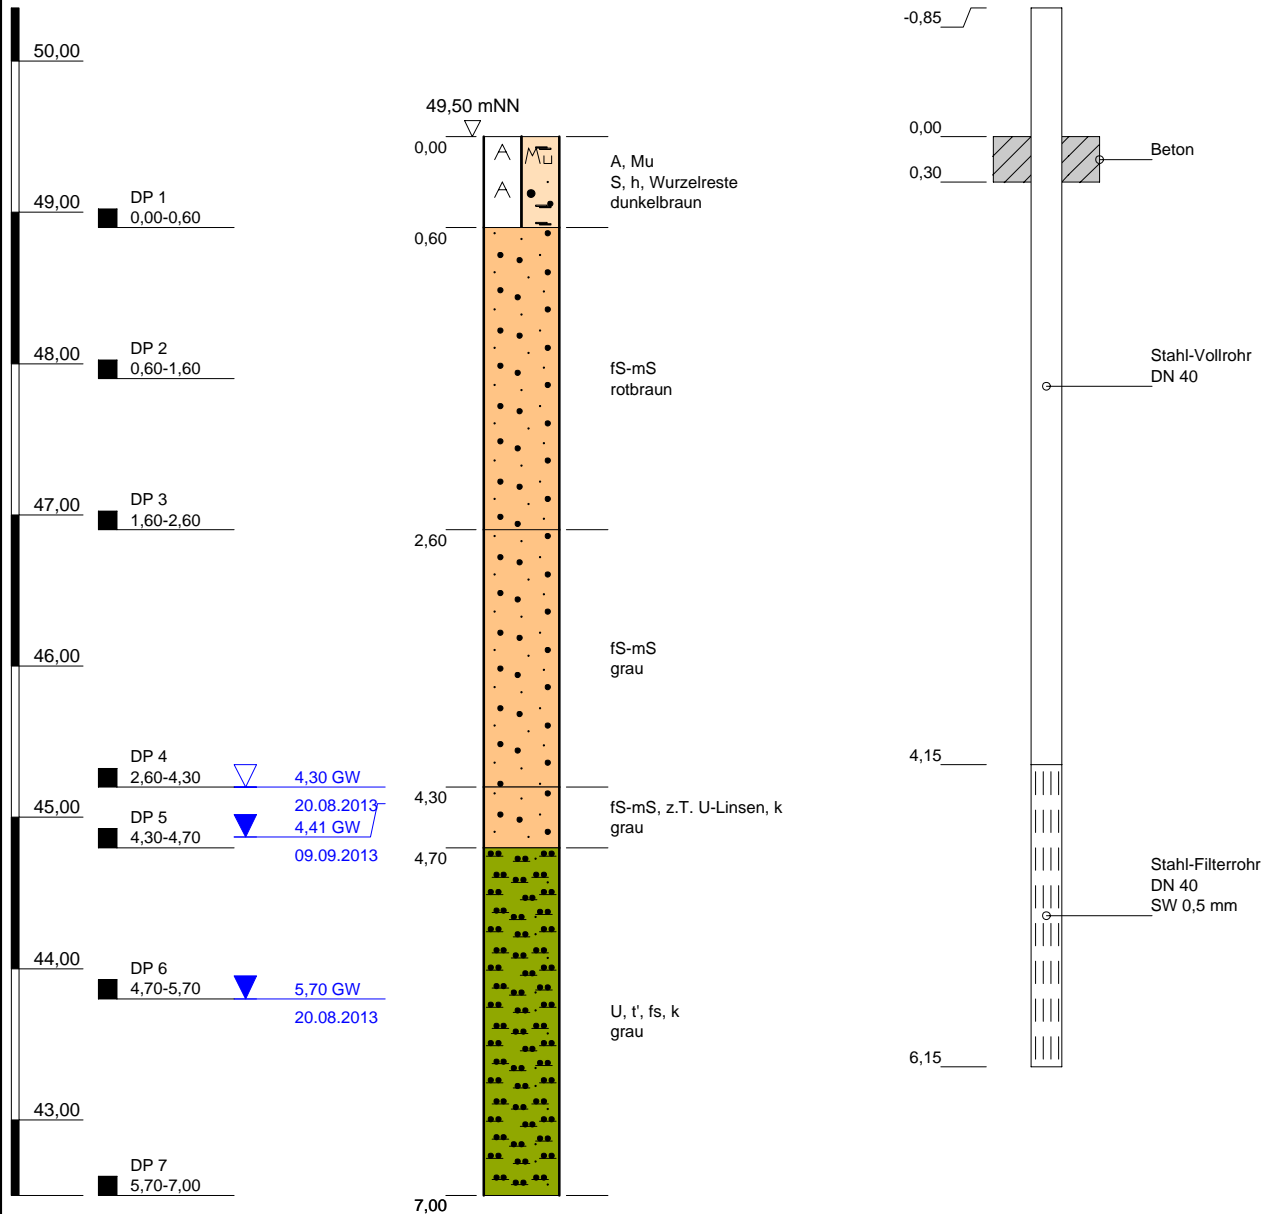 50,00
49,00
48,00
47,00
46,00
45,00
44,00
43,00
DP 1
0,00-0,60
DP 2
0,60-1,60
DP 3
1,60-2,60
DP 4
2,60-4,30
DP 5
4,30-4,70
DP 6
4,70-5,70
DP 7
5,70-7,00
4,30 GW
20.08.2013
4,41 GW
09.09.2013
5,70 GW
20.08.2013
49,50 mNN
0,00
0,60
2,60
4,30
4,70
7,00
A
A
Mu
A, Mu
S, h, Wurzelreste
dunkelbraun
fS-mS
rotbraun
fS-mS
grau
fS-mS, z.T. U-Linsen, k
grau
U, t', fs, k
grau
-0,85
0,00
0,30
4,15
6,15
Beton
Stahl-Vollrohr
DN 40
Stahl-Filterrohr
DN 40
SW 0,5 mm